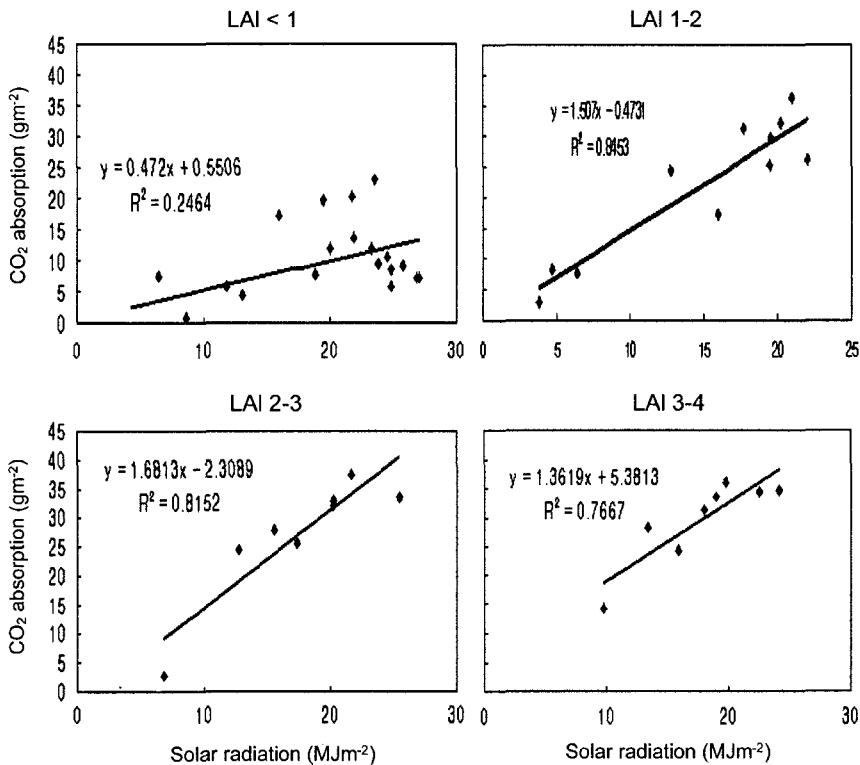 LAI < 1
LAI 1-2
45
40
35
30
25
20
15
10
5
0
CO₂ absorption (gm⁻²)
y = 0.472x + 0.5506
R² = 0.2464
0 10 20 30
y = 1.507x – 0.4731
R² = 0.8453
0 5 10 15 20 25
LAI 2-3
LAI 3-4
45
40
35
30
25
20
15
10
5
0
CO₂ absorption (gm⁻²)
y = 1.6813x – 2.3089
R² = 0.8152
0 10 20 30
y = 1.3619x + 5.3813
R² = 0.7667
0 10 20 30
Solar radiation (MJm⁻²)
Solar radiation (MJm⁻²)